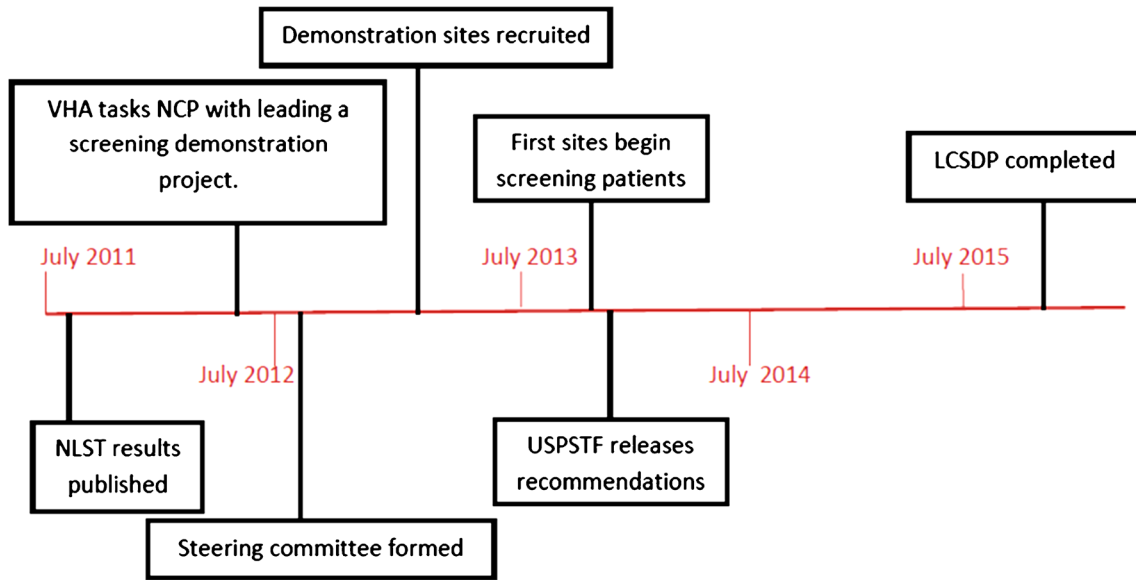 Demonstration sites recruited
VHA tasks NCP with leading a
screening demonstration
project.
First sites begin
screening patients
LCSDP completed
July 2011
July 2013
July 2015
July 2012
July 2014
NLST results
published
USPSTF releases
recommendations
Steering committee formed